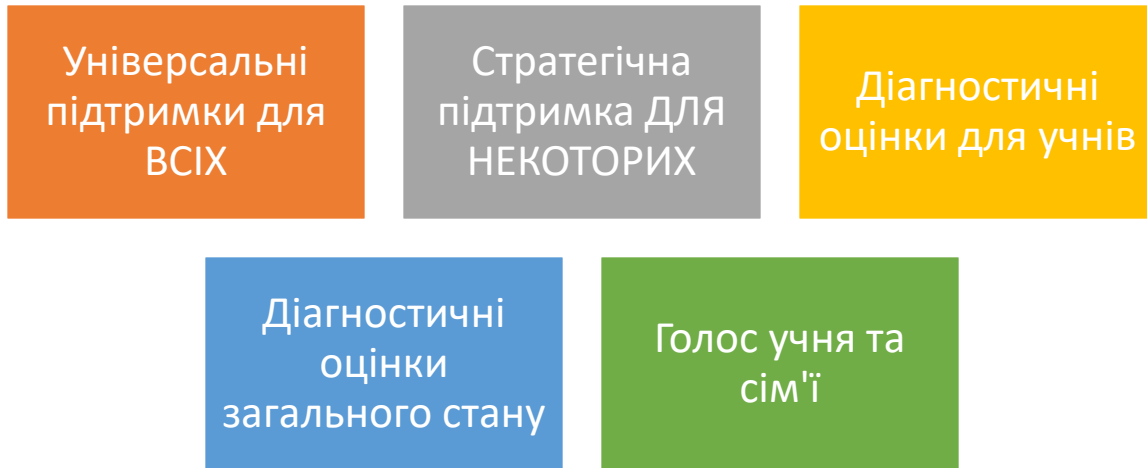 Універсальні
підтримки для
ВСІХ
Стратегічна
підтримка ДЛЯ
НЕКОТОРИХ
Діагностичні
оцінки для учнів
Діагностичні
оцінки
загального стану
Голос учня та
сім'ї